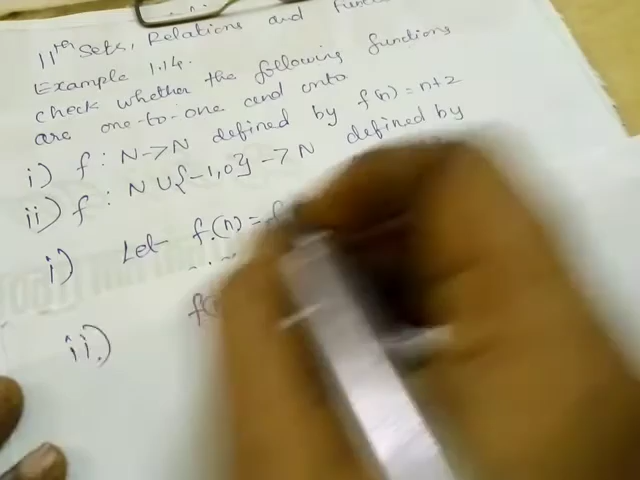 11th Sets, Relations and
Example 1.14.
check whether the following functions
are one-to-one and onto
i) f : N->N defined by f(n) = n+2
ii) f : N U {-1,0} -> N defined by
i) Let f(n) =
ii.)